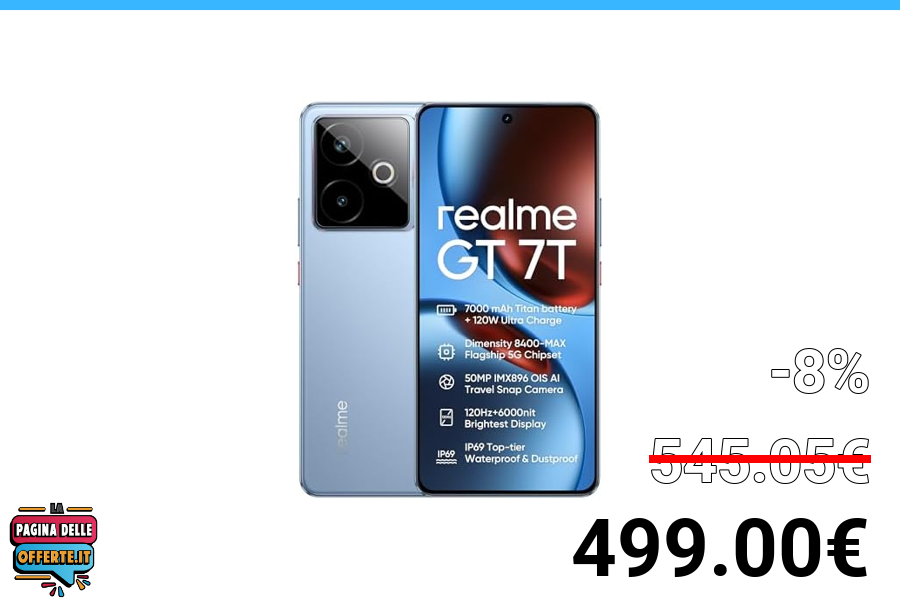 realme
GT 7T
7000 mAh Titan battery
+ 120W Ultra Charge
Dimensity 8400-MAX
Flagship 5G Chipset
50MP IMX896 OIS AI
Travel Snap Camera
120Hz+6000nit
Brightest Display
IP69
IP69 Top-tier
Waterproof & Dustproof
realme
-8%
545.05€
499.00€
LA
PAGINA DELLE
OFFERTE.IT